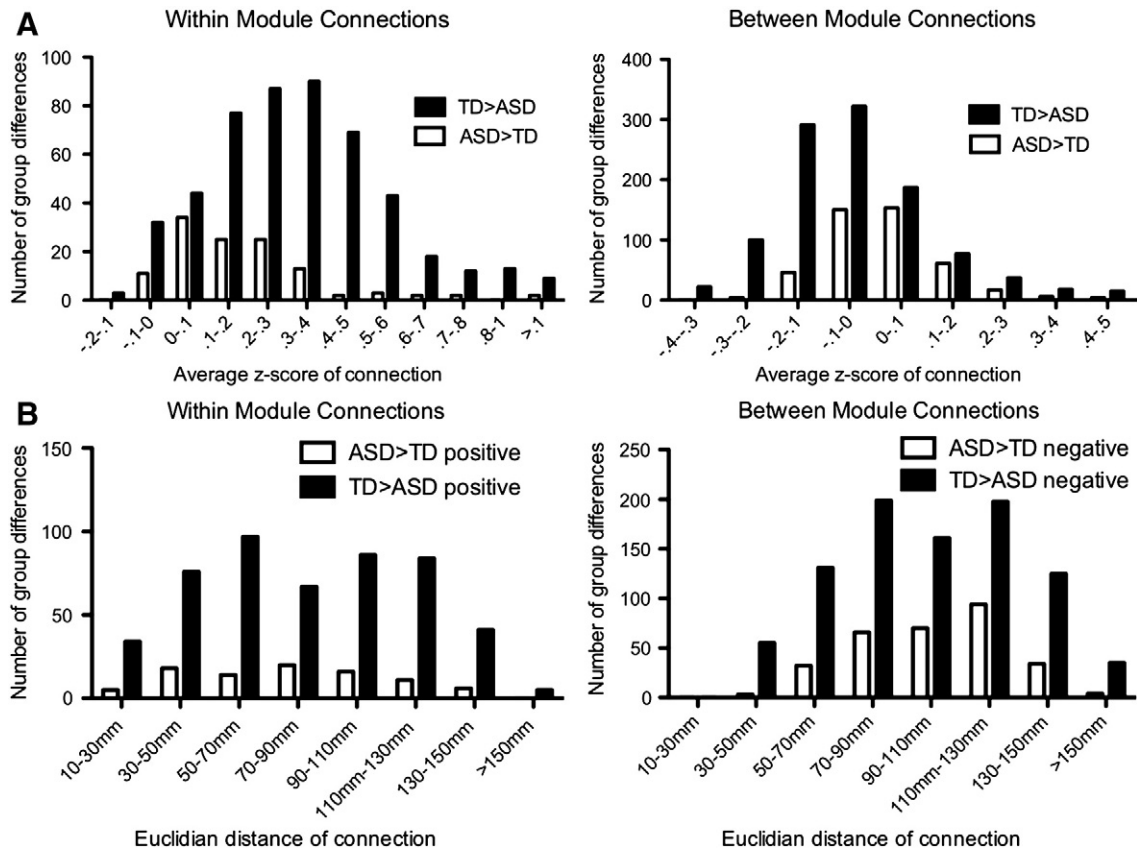 A
Within Module Connections
Number of group differences
100
80
60
40
20
0
TD>ASD
ASD>TD
-.2-.1
-.1-0
0-.1
.1-.2
.2-.3
.3-.4
.4-.5
.5-.6
.6-.7
.7-.8
.8-1
>.1
Average z-score of connection
Between Module Connections
Number of group differences
400
300
200
100
0
TD>ASD
ASD>TD
-.4--.3
-.3--.2
-.2-.1
-.1-0
0-.1
.1-.2
.2-.3
.3-.4
.4-.5
Average z-score of connection
B
Within Module Connections
Number of group differences
150
100
50
0
ASD>TD positive
TD>ASD positive
10-30mm
30-50mm
50-70mm
70-90mm
90-110mm
110mm-130mm
130-150mm
>150mm
Euclidian distance of connection
Between Module Connections
Number of group differences
250
200
150
100
50
0
ASD>TD negative
TD>ASD negative
10-30mm
30-50mm
50-70mm
70-90mm
90-110mm
110mm-130mm
130-150mm
>150mm
Euclidian distance of connection